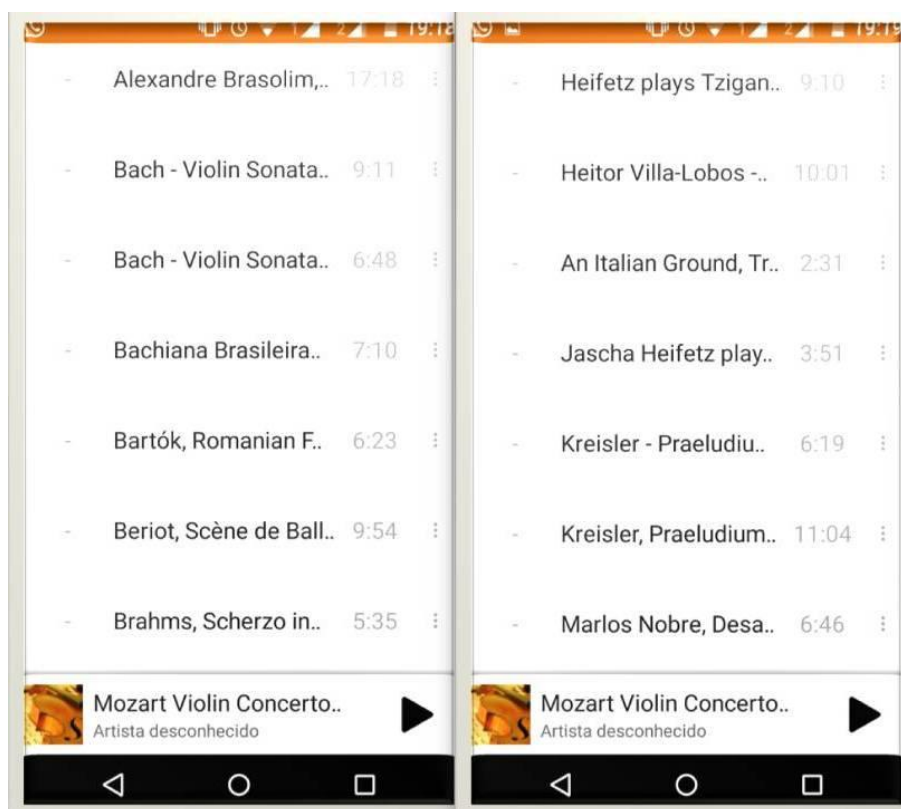 1 2 19:18
Alexandre Brasolim,.. 17:18
Bach - Violin Sonata.. 9:11
Bach - Violin Sonata.. 6:48
Bachiana Brasileira.. 7:10
Bartók, Romanian F.. 6:23
Beriot, Scène de Ball.. 9:54
Brahms, Scherzo in.. 5:35
Mozart Violin Concerto..
Artista desconhecido
1 2 19:19
Heifetz plays Tzigan.. 9:10
Heitor Villa-Lobos -.. 10:01
An Italian Ground, Tr.. 2:31
Jascha Heifetz play.. 3:51
Kreisler - Praeludiu.. 6:19
Kreisler, Praeludium.. 11:04
Marlos Nobre, Desa.. 6:46
Mozart Violin Concerto..
Artista desconhecido